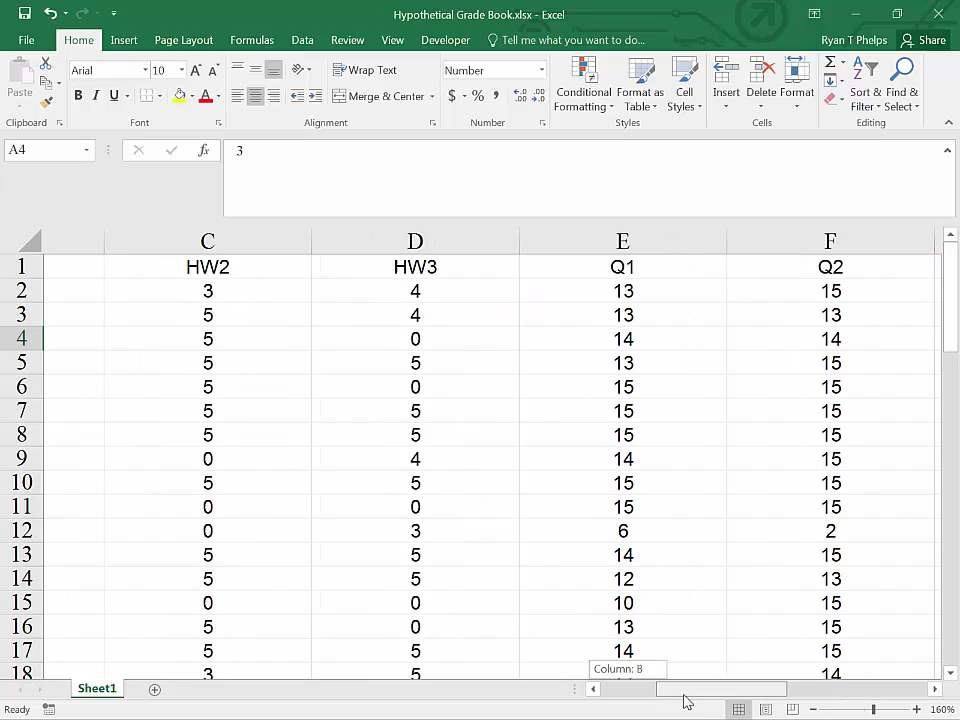 Hypothetical Grade Book.xlsx - Excel
File Home Insert Page Layout Formulas Data Review View Developer Tell me what you want to do... Ryan T Phelps Share
Paste
Arial 10 A A
B I U A
Wrap Text
Merge & Center
Number
$ % ,
Conditional Formatting
Format as Table
Cell Styles
Insert Delete Format
Sort & Filter
Find & Select
Clipboard Font Alignment Number Styles Cells Editing
A4 fx 3
C D E F
1 HW2 HW3 Q1 Q2
2 3 4 13 15
3 5 4 13 13
4 5 0 14 14
5 5 5 13 15
6 5 0 15 15
7 5 5 15 15
8 5 5 15 15
9 0 4 14 15
10 5 5 15 15
11 0 0 15 15
12 0 3 6 2
13 5 5 14 15
14 5 5 12 13
15 0 0 10 15
16 5 0 13 15
17 5 5 14 15
18 3 5 14
Column: B
Sheet1
Ready 160%